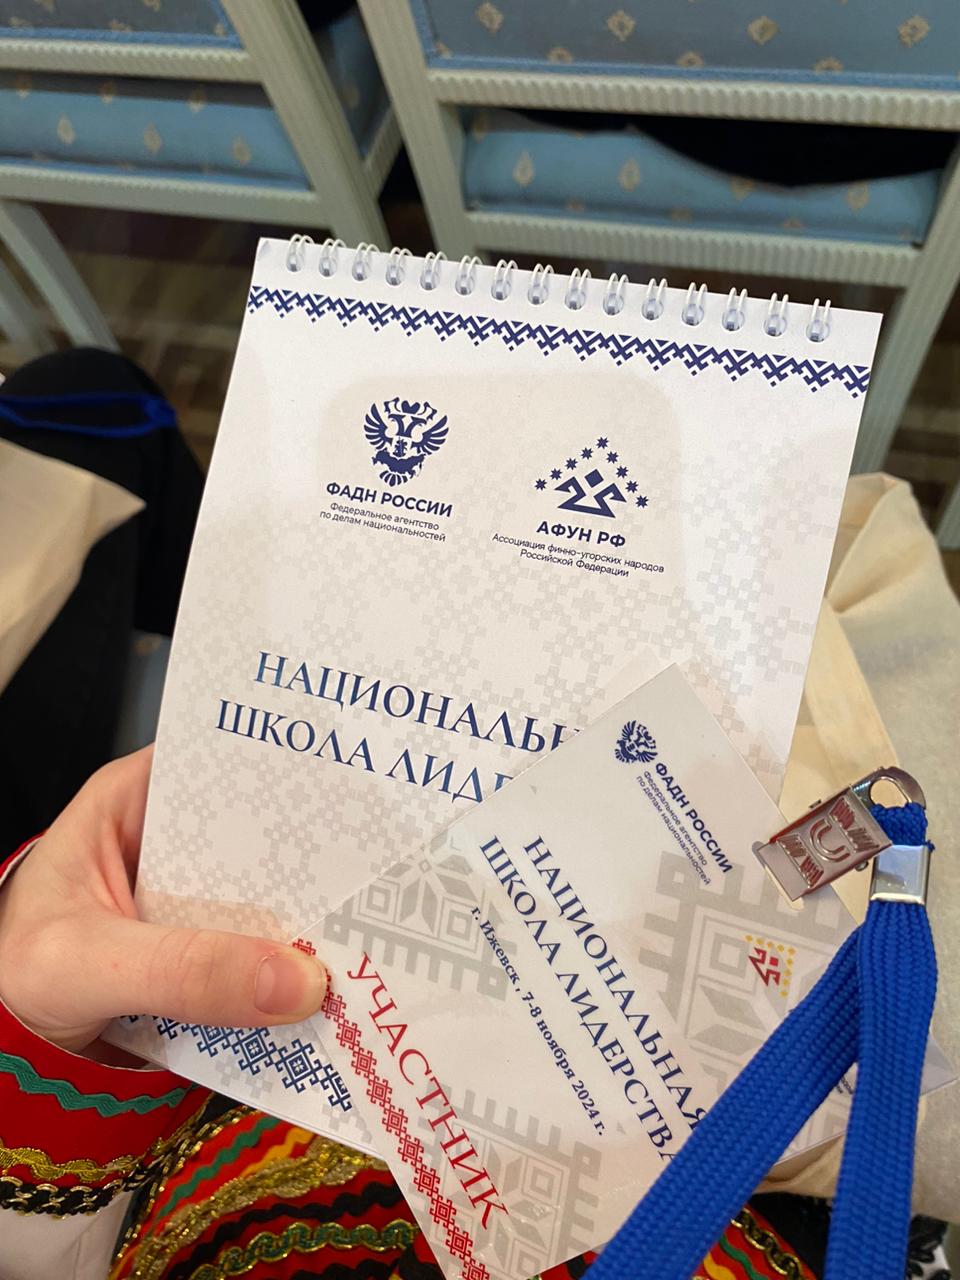 ФАДН РОССИИ
Федеральное агентство
по делам национальностей
АФУН РФ
Ассоциация финно-угорских народов
Российской Федерации
НАЦИОНАЛЬН
ШКОЛА ЛИДЕ
ФАДН РОССИИ
Федеральное агентство
по делам национальностей
НАЦИОНАЛЬНАЯ
ШКОЛА ЛИДЕРСТВА
г. Ижевск , 7-8 ноября 2024 г.
УЧАСТНИК